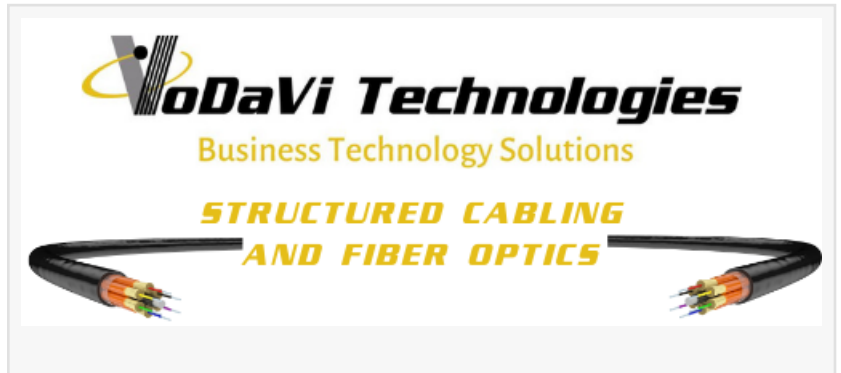 VoDaVi Technologies
Business Technology Solutions
STRUCTURED CABLING
AND FIBER OPTICS